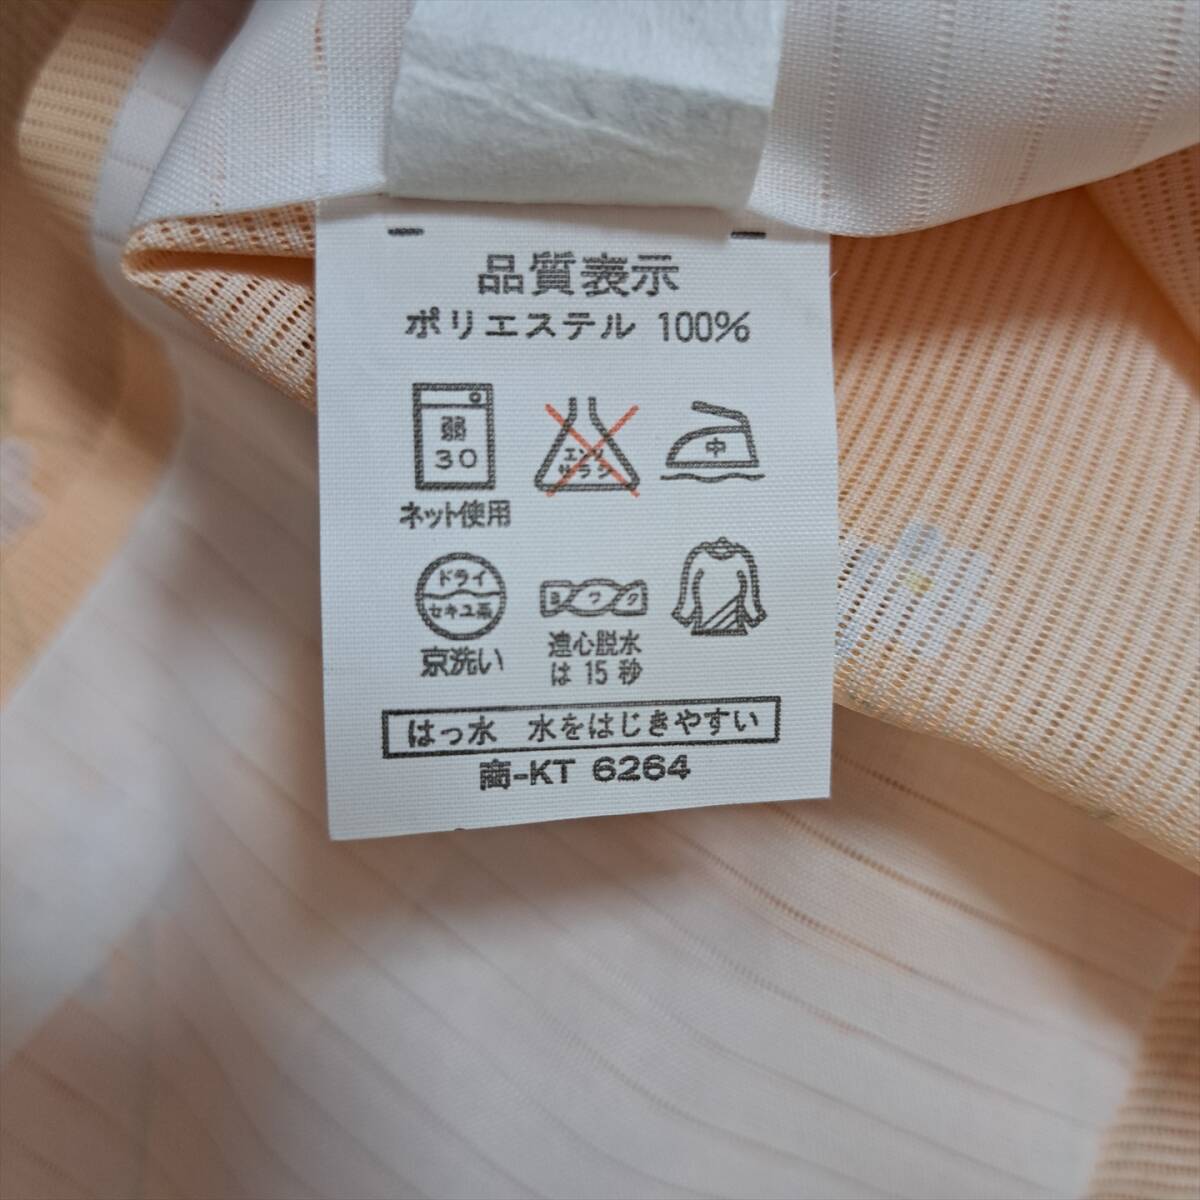 品質表示
ポリエステル 100%
弱
30
エンソ
サラシ
中
ネット使用
ドライ
セキユ系
ヨワク
京洗い
遠心脱水
は 15 秒
はっ水 水をはじきやすい
商-KT 6264